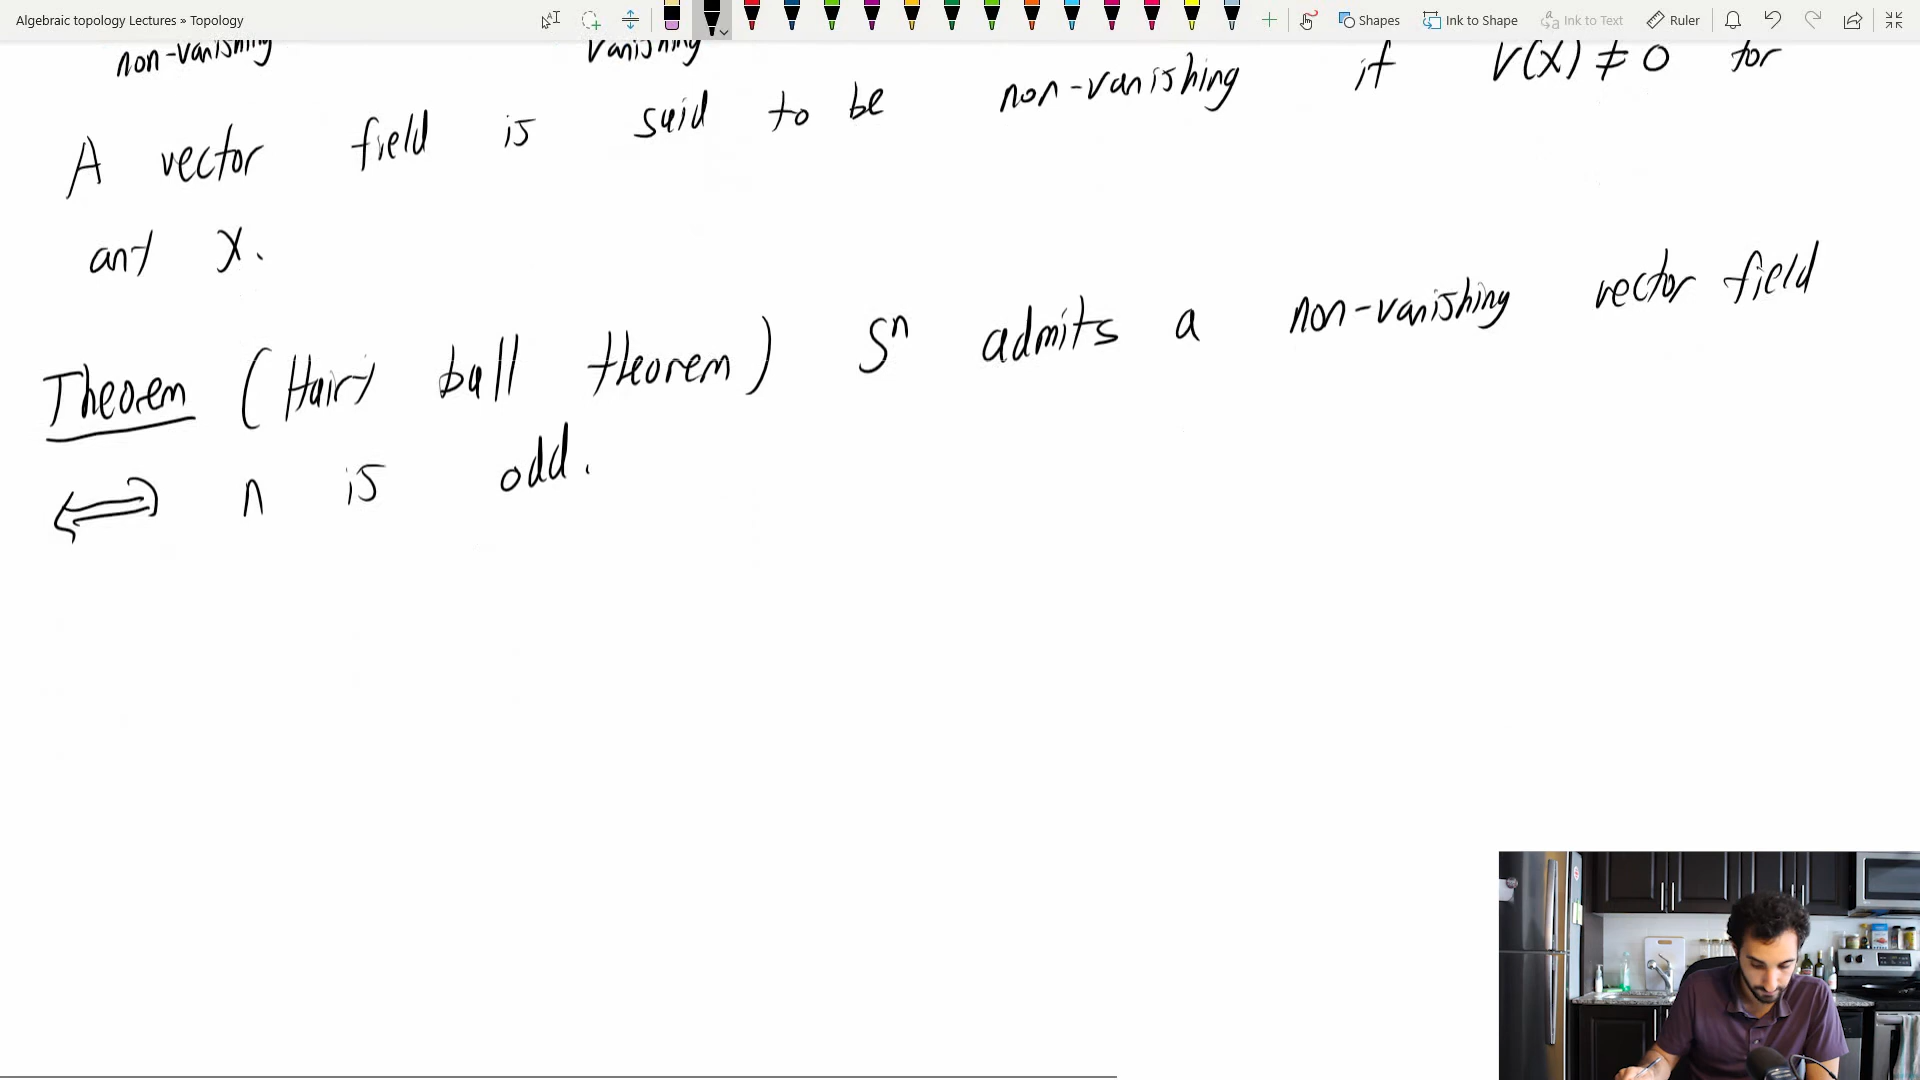 Algebraic topology Lectures » Topology
Shapes Ink to Shape Ink to Text Ruler
non-vanishing vanishing
A vector field is said to be non-vanishing if V(x) ≠ 0 for
any x.
Theorem (Hairy ball theorem) Sⁿ admits a non-vanishing vector field
⟺ n is odd.